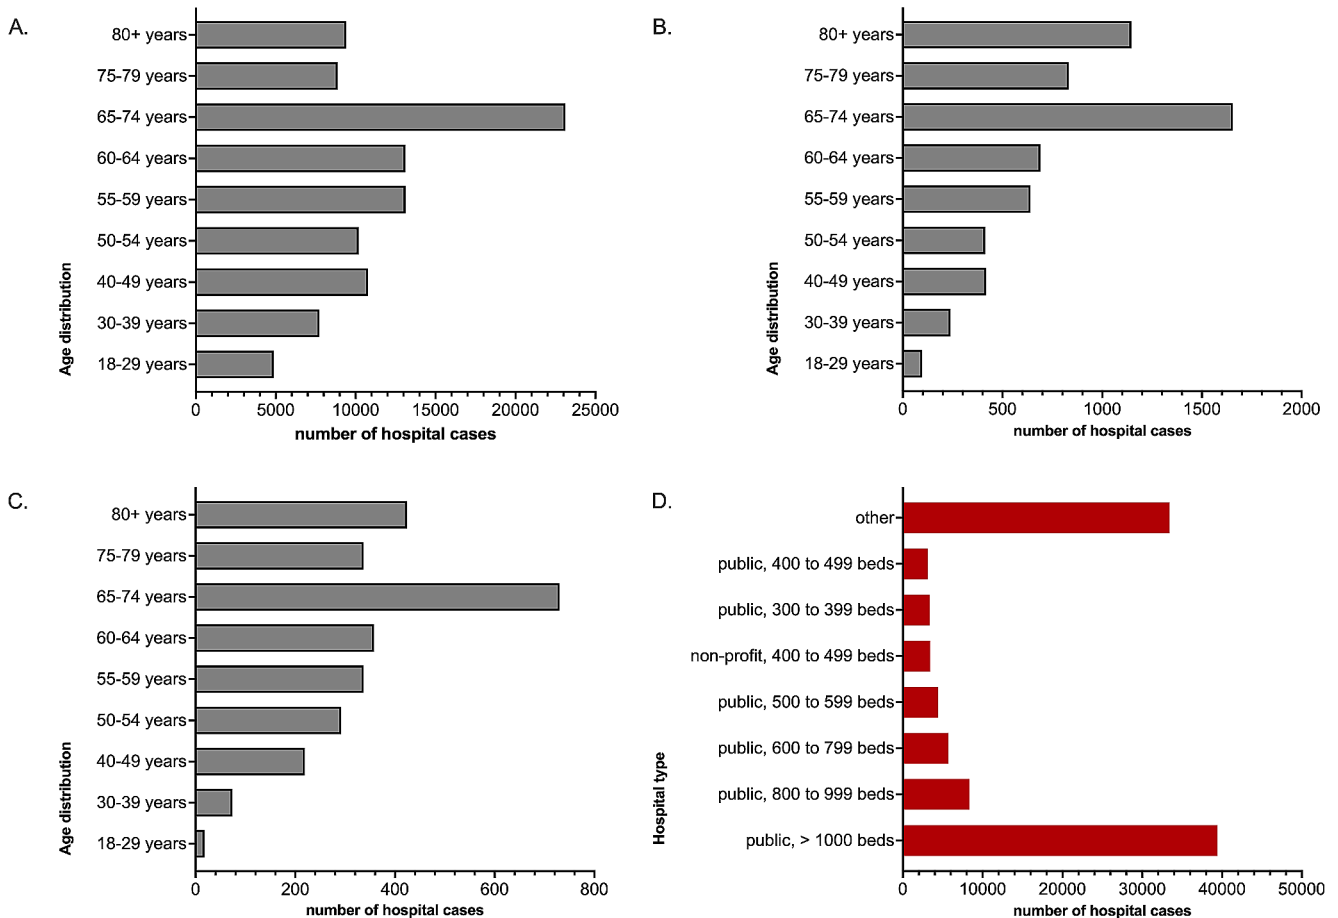 A.
80+ years
75-79 years
65-74 years
60-64 years
55-59 years
50-54 years
40-49 years
30-39 years
18-29 years
Age distribution
0 5000 10000 15000 20000 25000
number of hospital cases
B.
80+ years
75-79 years
65-74 years
60-64 years
55-59 years
50-54 years
40-49 years
30-39 years
18-29 years
Age distribution
0 500 1000 1500 2000
number of hospital cases
C.
80+ years
75-79 years
65-74 years
60-64 years
55-59 years
50-54 years
40-49 years
30-39 years
18-29 years
Age distribution
0 200 400 600 800
number of hospital cases
D.
other
public, 400 to 499 beds
public, 300 to 399 beds
non-profit, 400 to 499 beds
public, 500 to 599 beds
public, 600 to 799 beds
public, 800 to 999 beds
public, > 1000 beds
Hospital type
0 10000 20000 30000 40000 50000
number of hospital cases